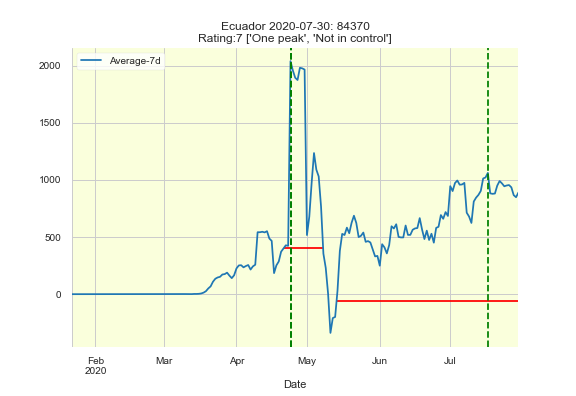 Ecuador 2020-07-30: 84370
Rating:7 ['One peak', 'Not in control']
Average-7d
2000
1500
1000
500
0
Feb
2020
Mar
Apr
May
Jun
Jul
Date